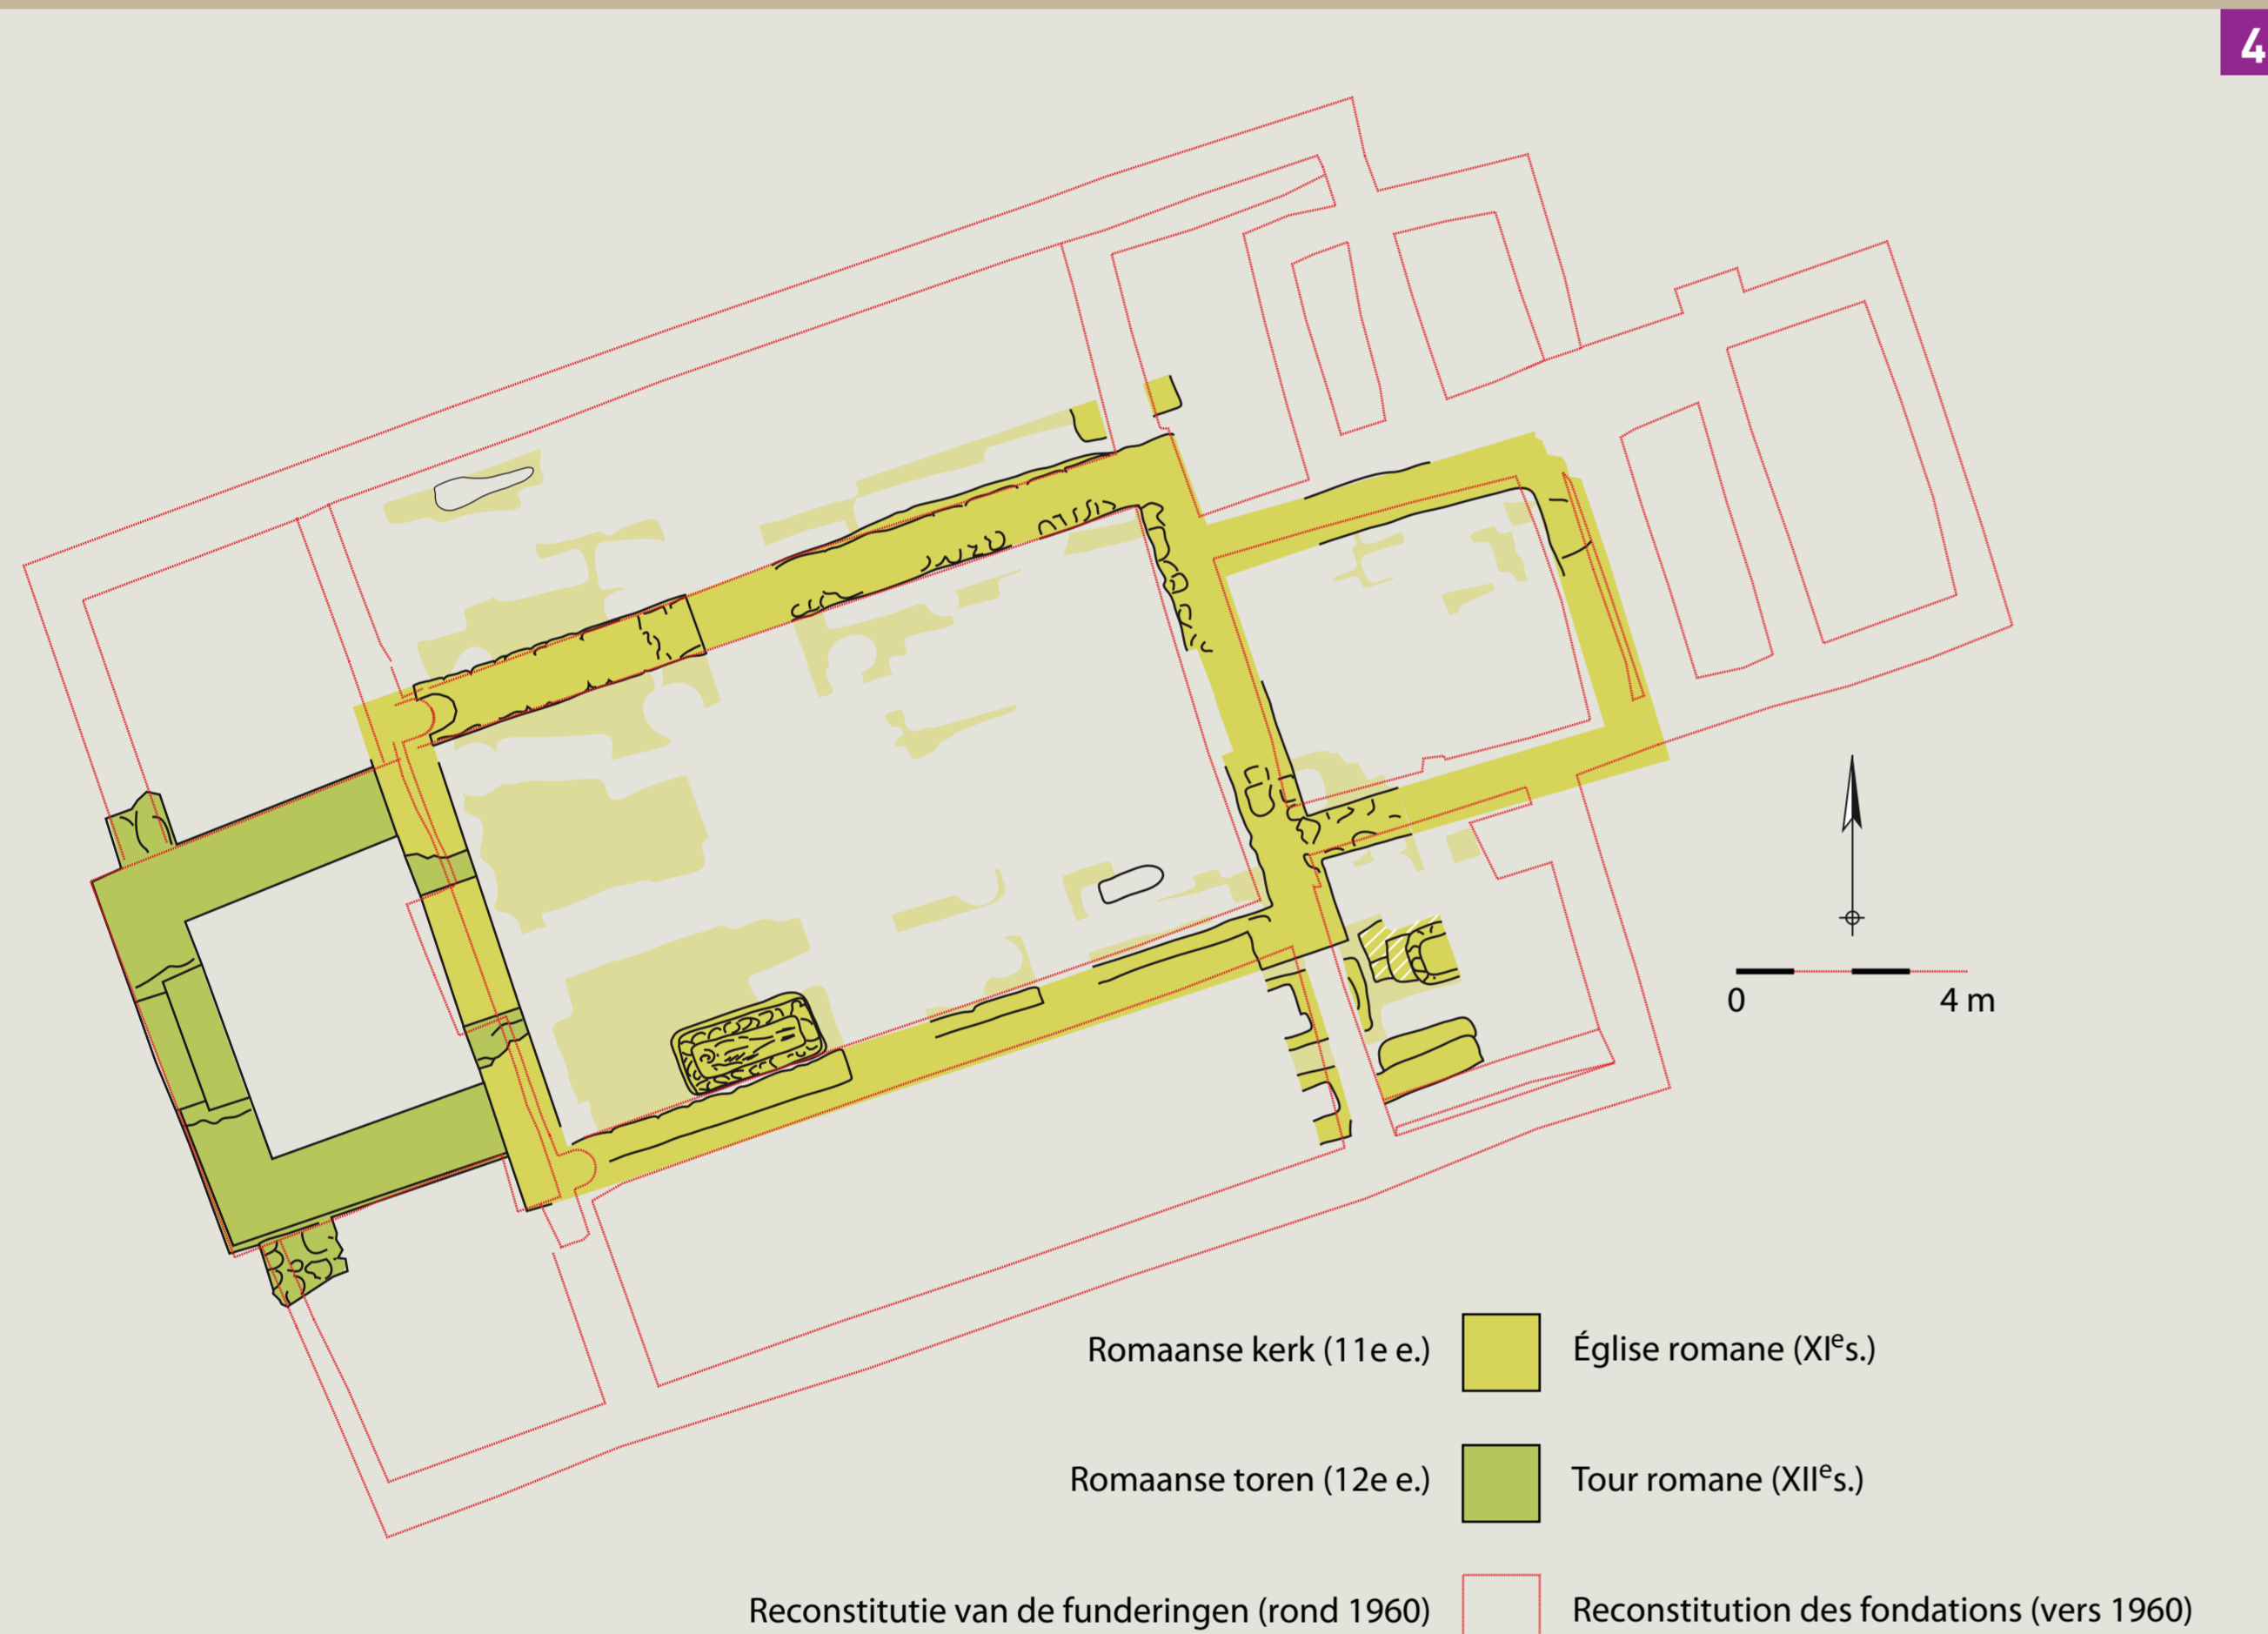 4
0 4 m
Romaanse kerk (11e e.) Église romane (XIᵉs.)
Romaanse toren (12e e.) Tour romane (XIIᵉs.)
Reconstitutie van de funderingen (rond 1960) Reconstitution des fondations (vers 1960)